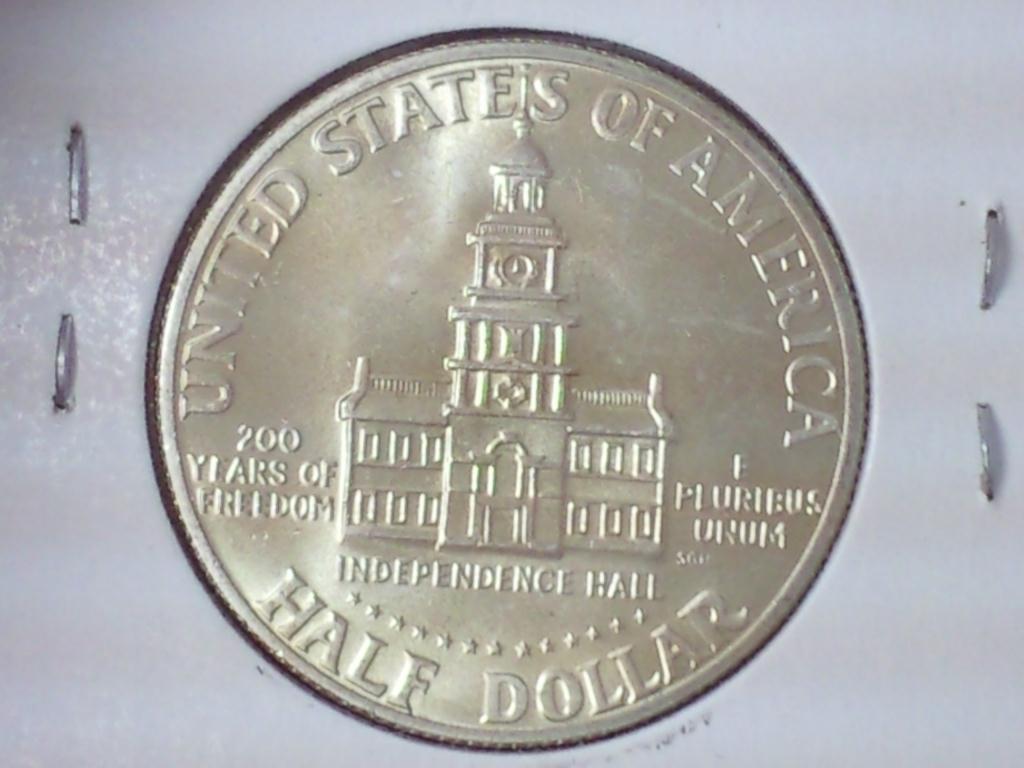 UNITED STATES OF AMERICA
200
YEARS OF
FREEDOM
E
PLURIBUS
UNUM
INDEPENDENCE HALL
HALF DOLLAR